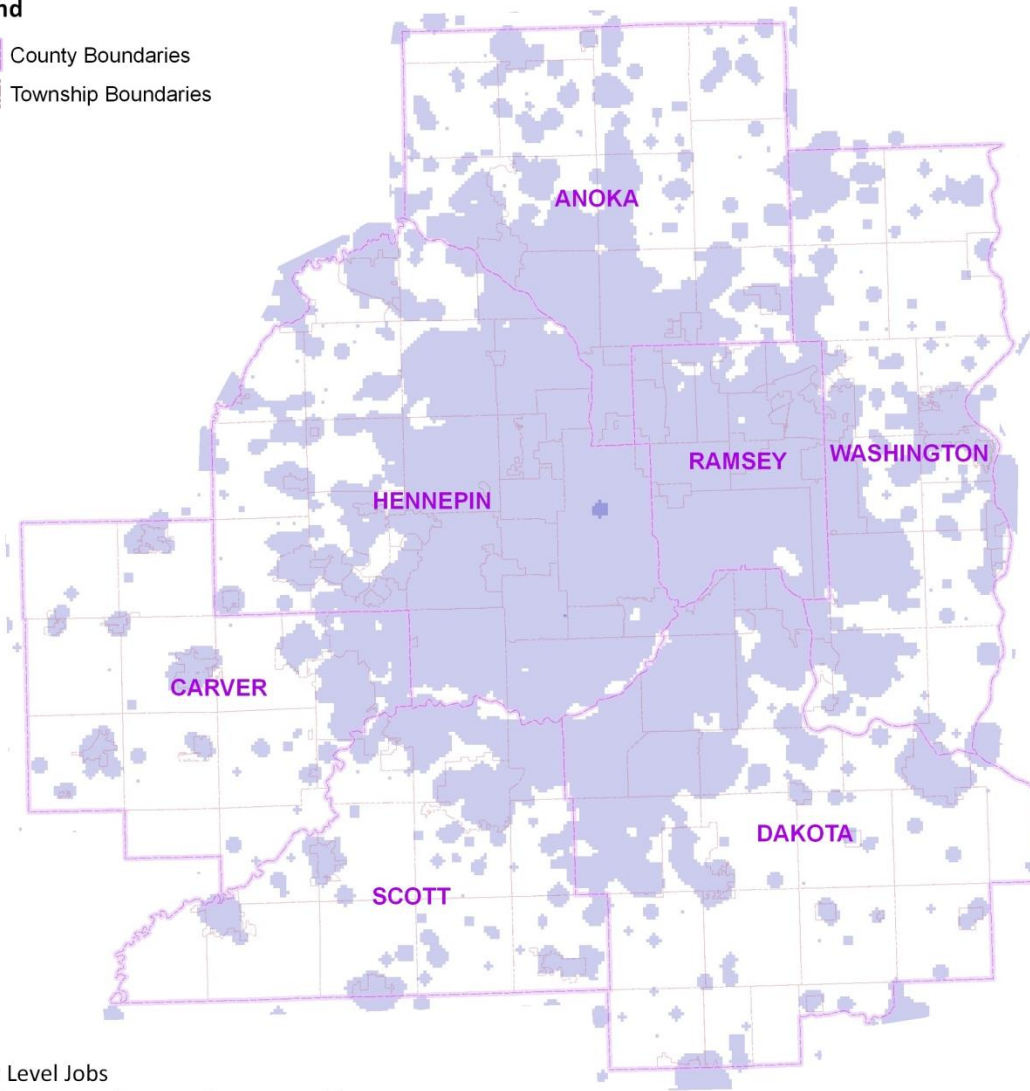 nd
County Boundaries
Township Boundaries
ANOKA
RAMSEY
WASHINGTON
HENNEPIN
CARVER
DAKOTA
SCOTT
Level Jobs